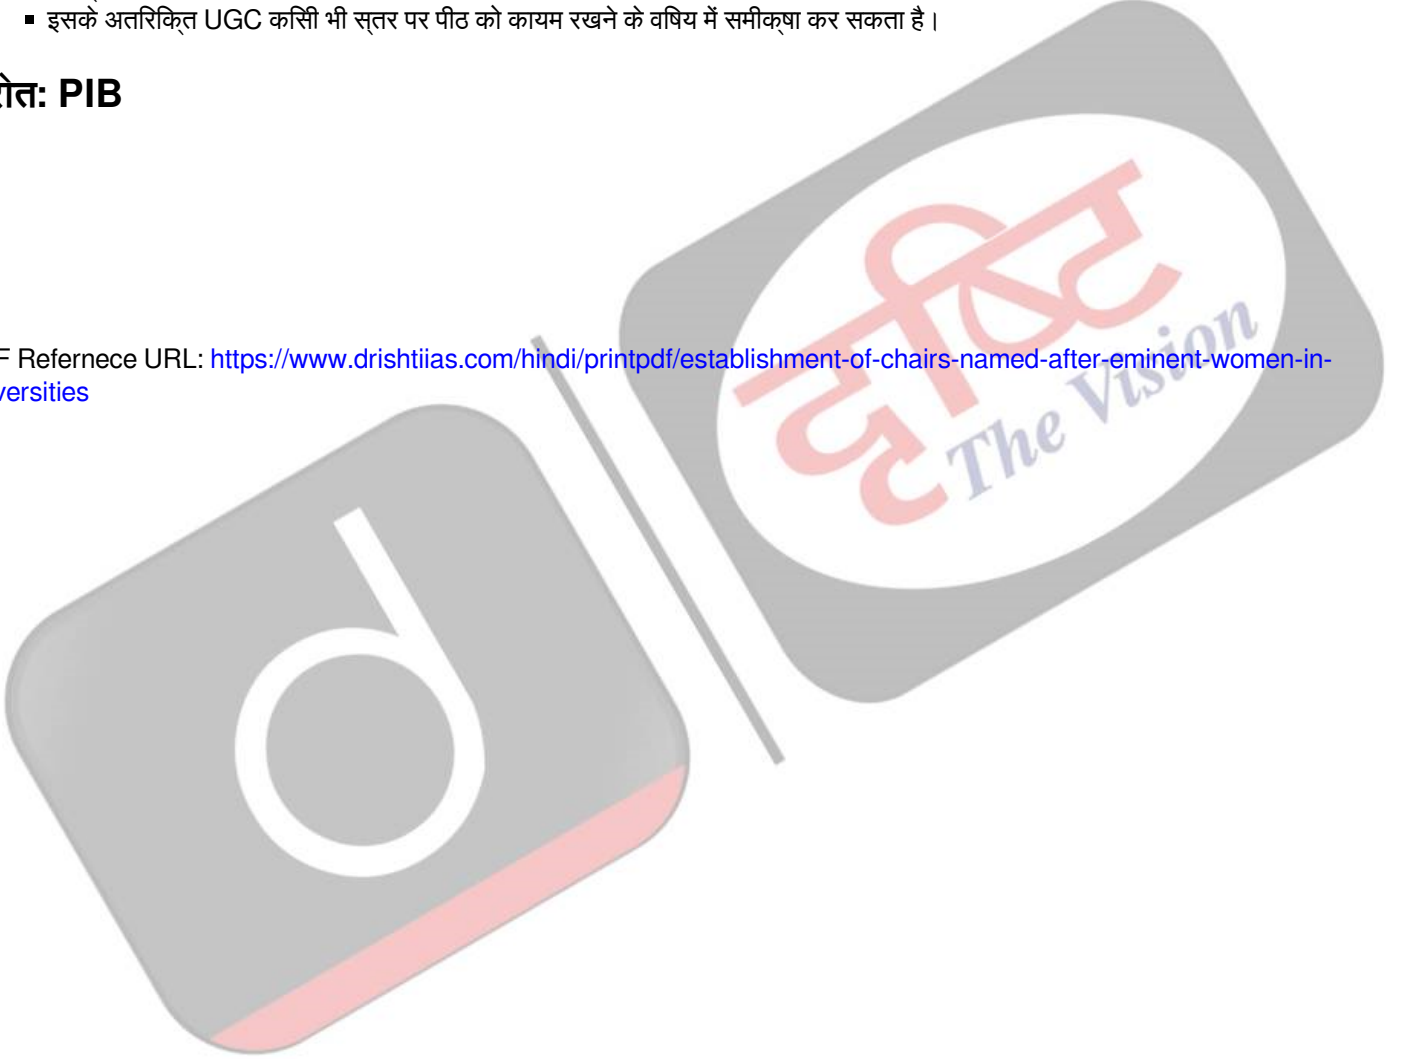 ▪ इसके अतिरिक्त UGC किसी भी स्तर पर पीठ को कायम रखने के विषय में समीक्षा कर सकता है।
रोत: PIB
F Refernece URL: https://www.drishtiias.com/hindi/printpdf/establishment-of-chairs-named-after-eminent-women-in-
versities
दृष्टि
The Vision
d